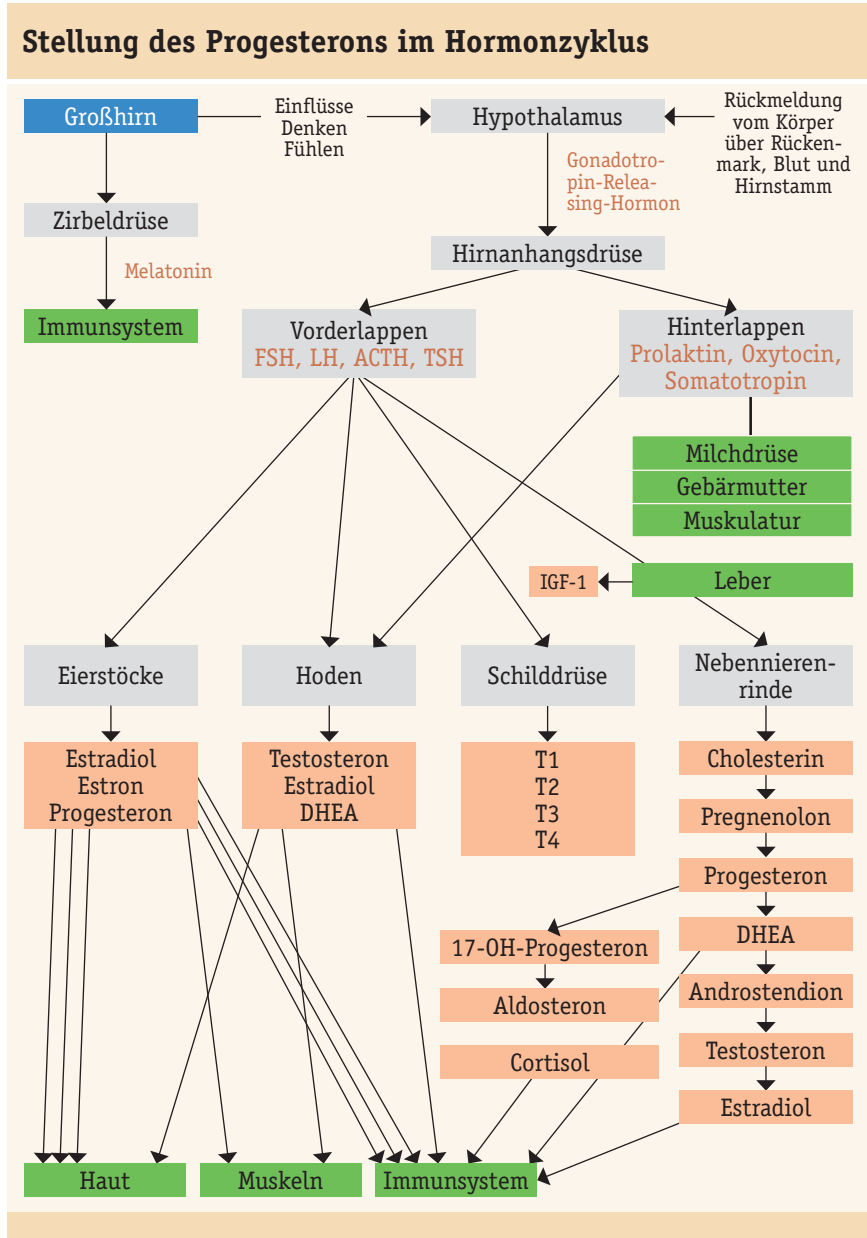 Stellung des Progesterons im Hormonzyklus
Großhirn
Einflüsse
Denken
Fühlen
Hypothalamus
Rückmeldung
vom Körper
über Rücken-
mark, Blut und
Hirnstamm
Gonadotro-
pin-Relea-
sing-Hormon
Zirbeldrüse
Melatonin
Immunsystem
Hirnanhangsdrüse
Vorderlappen
FSH, LH, ACTH, TSH
Hinterlappen
Prolaktin, Oxytocin,
Somatotropin
Milchdrüse
Gebärmutter
Muskulatur
IGF-1
Leber
Eierstöcke
Hoden
Schilddrüse
Nebennieren-
rinde
Estradiol
Estron
Progesteron
Testosteron
Estradiol
DHEA
T1
T2
T3
T4
Cholesterin
Pregnenolon
Progesteron
17-OH-Progesteron
DHEA
Aldosteron
Androstendion
Cortisol
Testosteron
Estradiol
Haut
Muskeln
Immunsystem